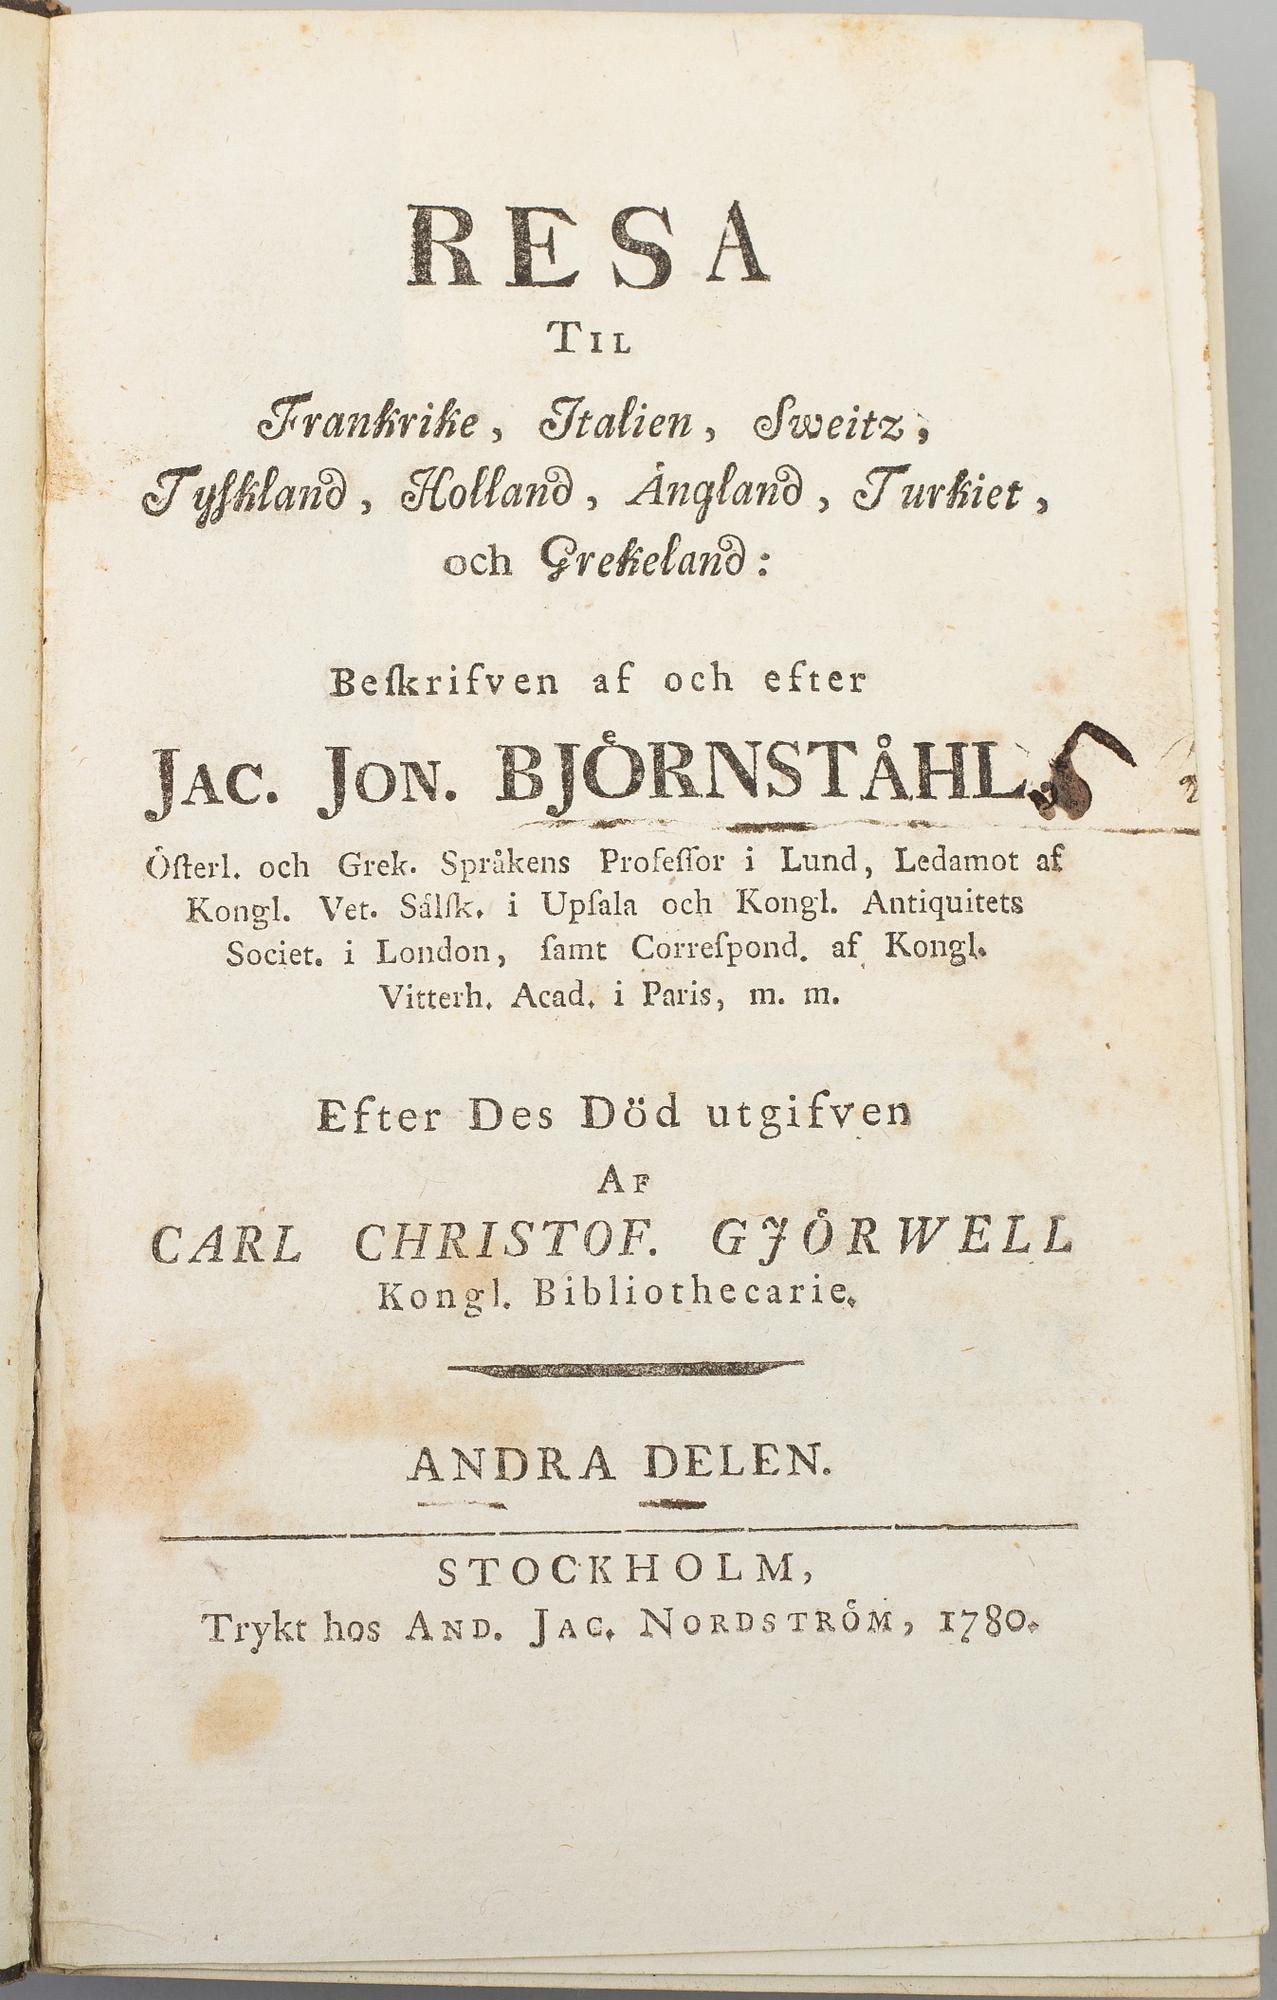 RESA
TIL
Frankrike, Italien, Sweitz,
Tyſkland, Holland, Ångland, Turkiet,
och Grekeland:
Beſkrifven af och efter
JAC. JON. BJÖRNSTÅHL,
Öſterl. och Grek. Språkens Profeſſor i Lund, Ledamot af
Kongl. Vet. Sälſk. i Upſala och Kongl. Antiquitets
Societ. i London, ſamt Correſpond. af Kongl.
Vitterh. Acad. i Paris, m. m.
Efter Des Död utgifven
AF
CARL CHRISTOF. GJÖRWELL
Kongl. Bibliothecarie.
ANDRA DELEN.
STOCKHOLM,
Trykt hos AND. JAC. NORDSTRÖM, 1780.